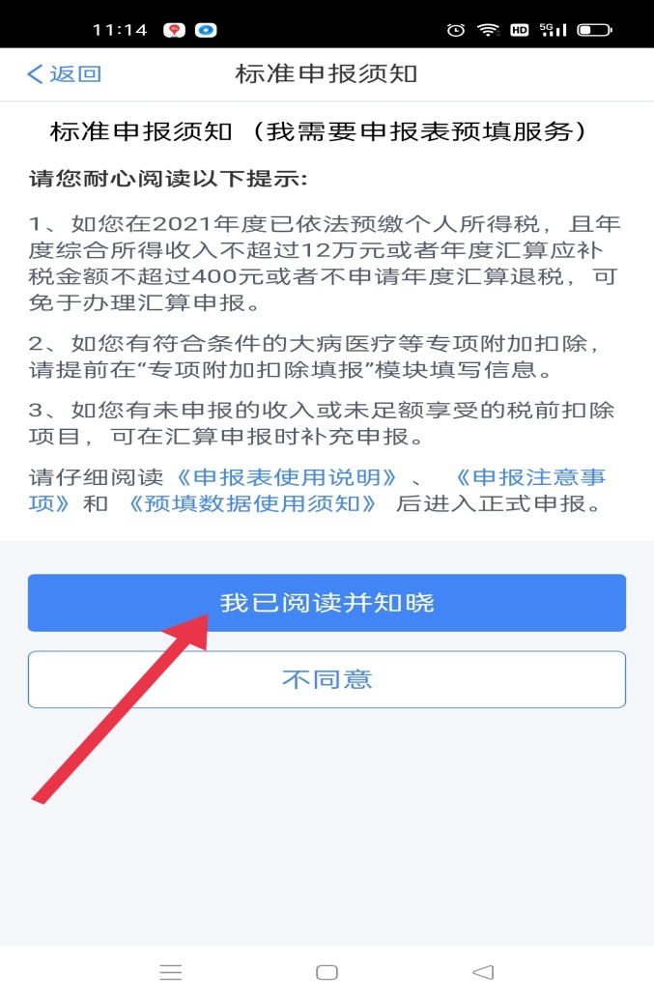 11:14
HD
5G
返回
标准申报须知
标准申报须知（我需要申报表预填服务）
请您耐心阅读以下提示:
1、如您在2021年度已依法预缴个人所得税，且年
度综合所得收入不超过12万元或者年度汇算应补
税金额不超过400元或者不申请年度汇算退税，可
免于办理汇算申报。
2、如您有符合条件的大病医疗等专项附加扣除，
请提前在“专项附加扣除填报”模块填写信息。
3、如您有未申报的收入或未足额享受的税前扣除
项目，可在汇算申报时补充申报。
请仔细阅读《申报表使用说明》、《申报注意事
项》和《预填数据使用须知》后进入正式申报。
我已阅读并知晓
不同意